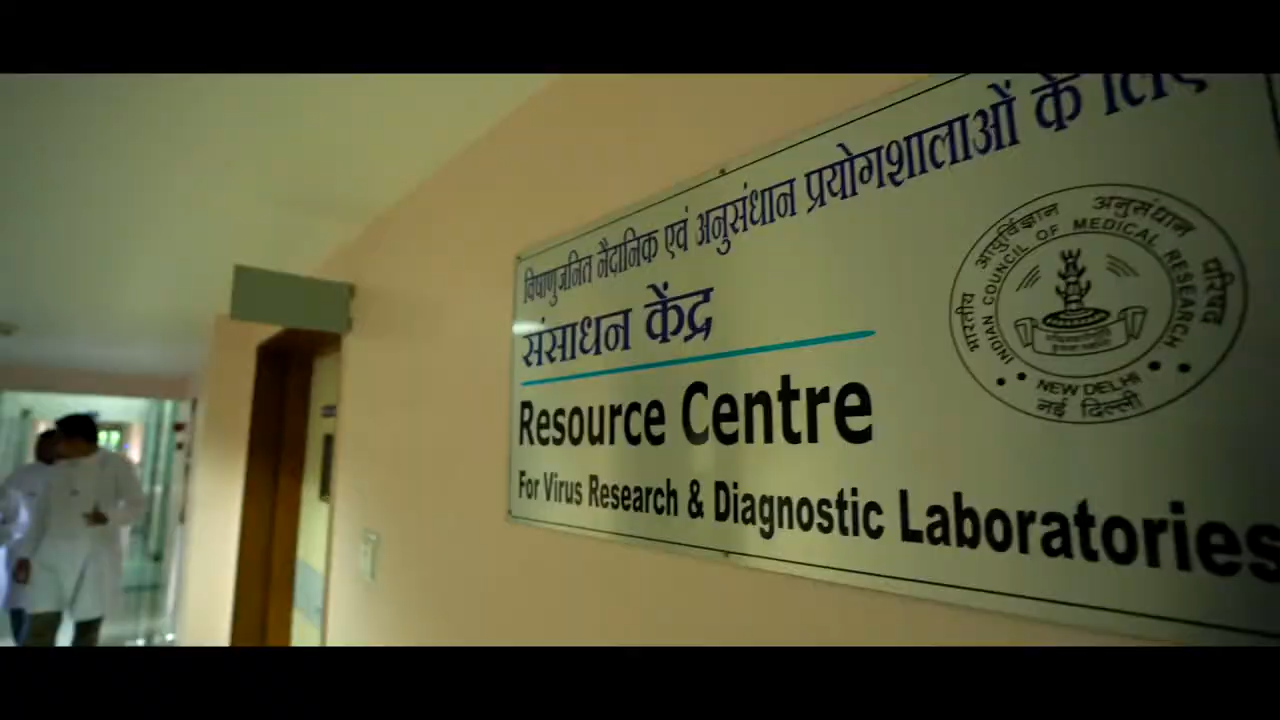 विषाणुजनित नैदानिक एवं अनुसंधान प्रयोगशालाओं के लिए
संसाधन केंद्र
Resource Centre
For Virus Research & Diagnostic Laboratories
भारतीय आयुर्विज्ञान अनुसंधान परिषद
INDIAN COUNCIL OF MEDICAL RESEARCH
NEW DELHI
नई दिल्ली